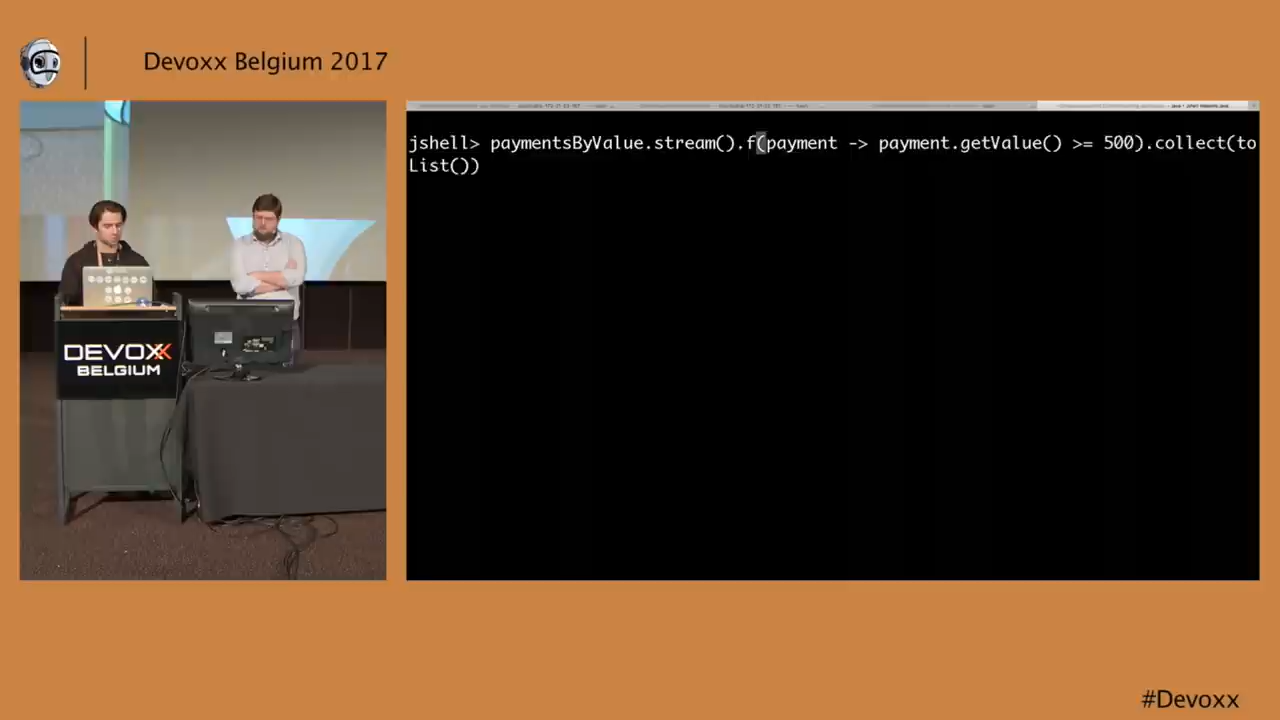 Devoxx Belgium 2017
jshell> paymentsByValue.stream().f(payment -> payment.getValue() >= 500).collect(to
List())
DEVOXX
BELGIUM
#Devoxx